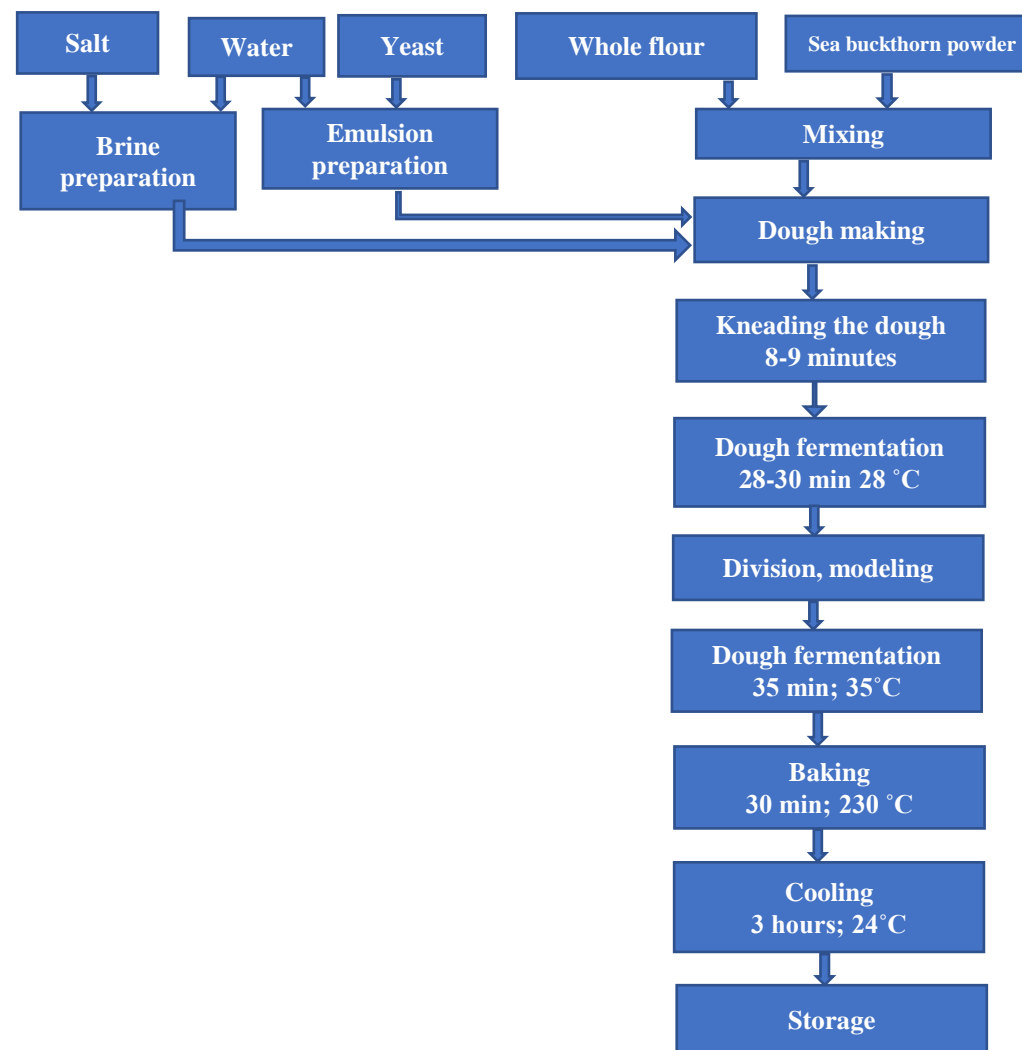 Salt
Water
Yeast
Whole flour
Sea buckthorn powder
Brine
preparation
Emulsion
preparation
Mixing
Dough making
Kneading the dough
8-9 minutes
Dough fermentation
28-30 min 28 ˚C
Division, modeling
Dough fermentation
35 min; 35˚C
Baking
30 min; 230 ˚C
Cooling
3 hours; 24˚C
Storage